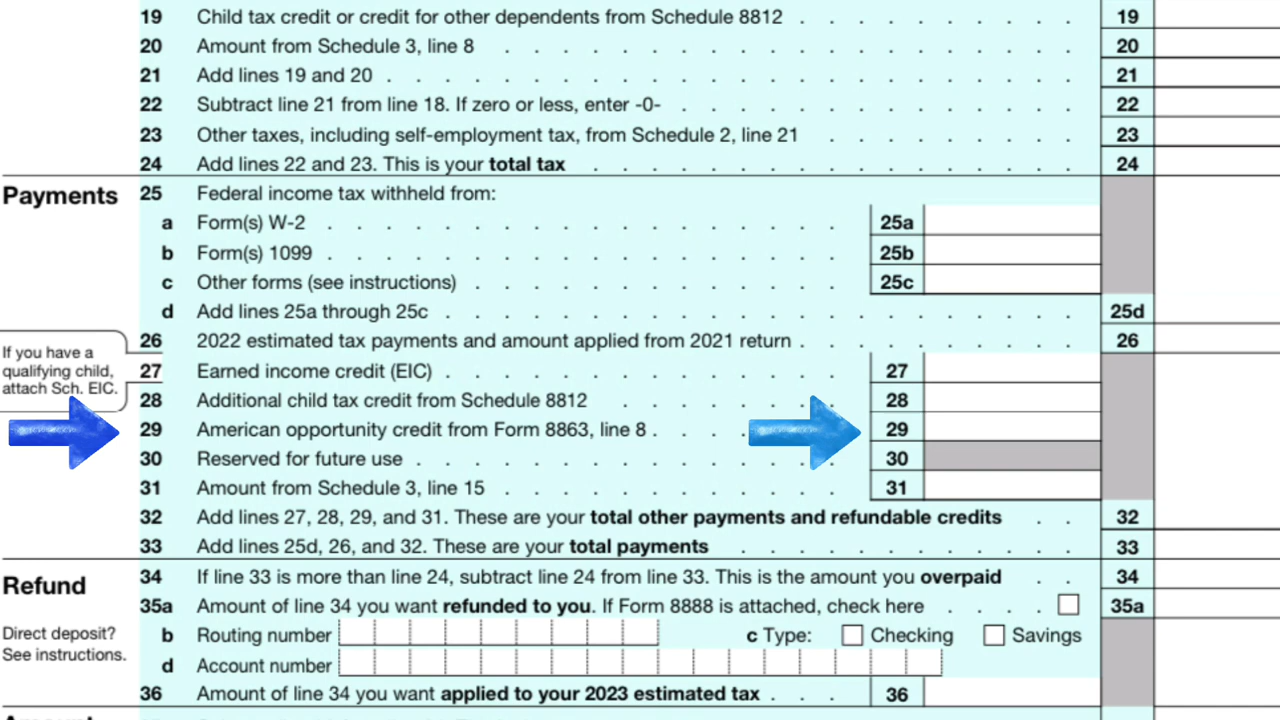 19 Child tax credit or credit for other dependents from Schedule 8812 . . . . . . . . . . 19
20 Amount from Schedule 3, line 8 . . . . . . . . . . . . . . . . . . . . 20
21 Add lines 19 and 20 . . . . . . . . . . . . . . . . . . . . . . . . 21
22 Subtract line 21 from line 18. If zero or less, enter -0- . . . . . . . . . . . . . . 22
23 Other taxes, including self-employment tax, from Schedule 2, line 21 . . . . . . . . . . 23
24 Add lines 22 and 23. This is your total tax . . . . . . . . . . . . . . . . . 24
Payments 25 Federal income tax withheld from:
a Form(s) W-2 . . . . . . . . . . . . . . . . . . 25a
b Form(s) 1099 . . . . . . . . . . . . . . . . . . 25b
c Other forms (see instructions) . . . . . . . . . . . . . 25c
d Add lines 25a through 25c . . . . . . . . . . . . . . . . . . . . . . 25d
26 2022 estimated tax payments and amount applied from 2021 return . . . . . . . . . . 26
If you have a
qualifying child,
attach Sch. EIC.
27 Earned income credit (EIC) . . . . . . . . . . . . . . 27
28 Additional child tax credit from Schedule 8812 . . . . . . . . 28
29 American opportunity credit from Form 8863, line 8 . . . . 29
30 Reserved for future use . . . . . . . . . . . . . . . 30
31 Amount from Schedule 3, line 15 . . . . . . . . . . . . 31
32 Add lines 27, 28, 29, and 31. These are your total other payments and refundable credits . . 32
33 Add lines 25d, 26, and 32. These are your total payments . . . . . . . . . . . . 33
Refund 34 If line 33 is more than line 24, subtract line 24 from line 33. This is the amount you overpaid . . 34
35a Amount of line 34 you want refunded to you. If Form 8888 is attached, check here . . . . 35a
Direct deposit?
See instructions.
b Routing number c Type: Checking Savings
d Account number
36 Amount of line 34 you want applied to your 2023 estimated tax . . . 36